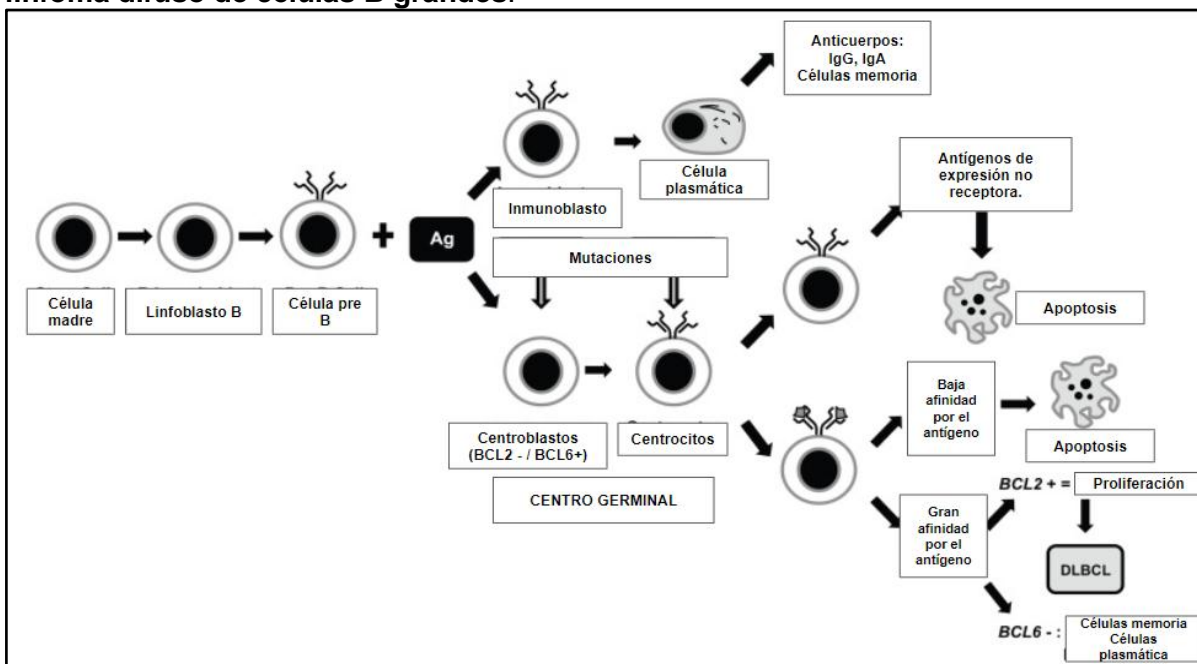 linfoma difuso de células B grandes.
Anticuerpos:
IgG, IgA
Células memoria
Antígenos de
expresión no
receptora.
Célula
plasmática
Inmunoblasto
Ag
Mutaciones
Célula
madre
Linfoblasto B
Célula pre
B
Apoptosis
Baja
afinidad
por el
antígeno
Apoptosis
Centroblastos
(BCL2 - / BCL6+)
Centrocitos
CENTRO GERMINAL
BCL2 + =
Proliferación
Gran
afinidad
por el
antígeno
DLBCL
BCL6 - :
Células memoria
Células
plasmática